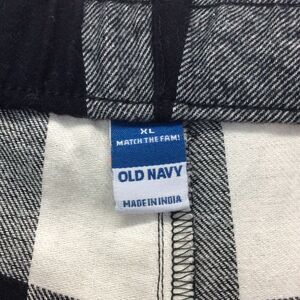 XL
MATCH THE FAM!
OLD NAVY
MADE IN INDIA